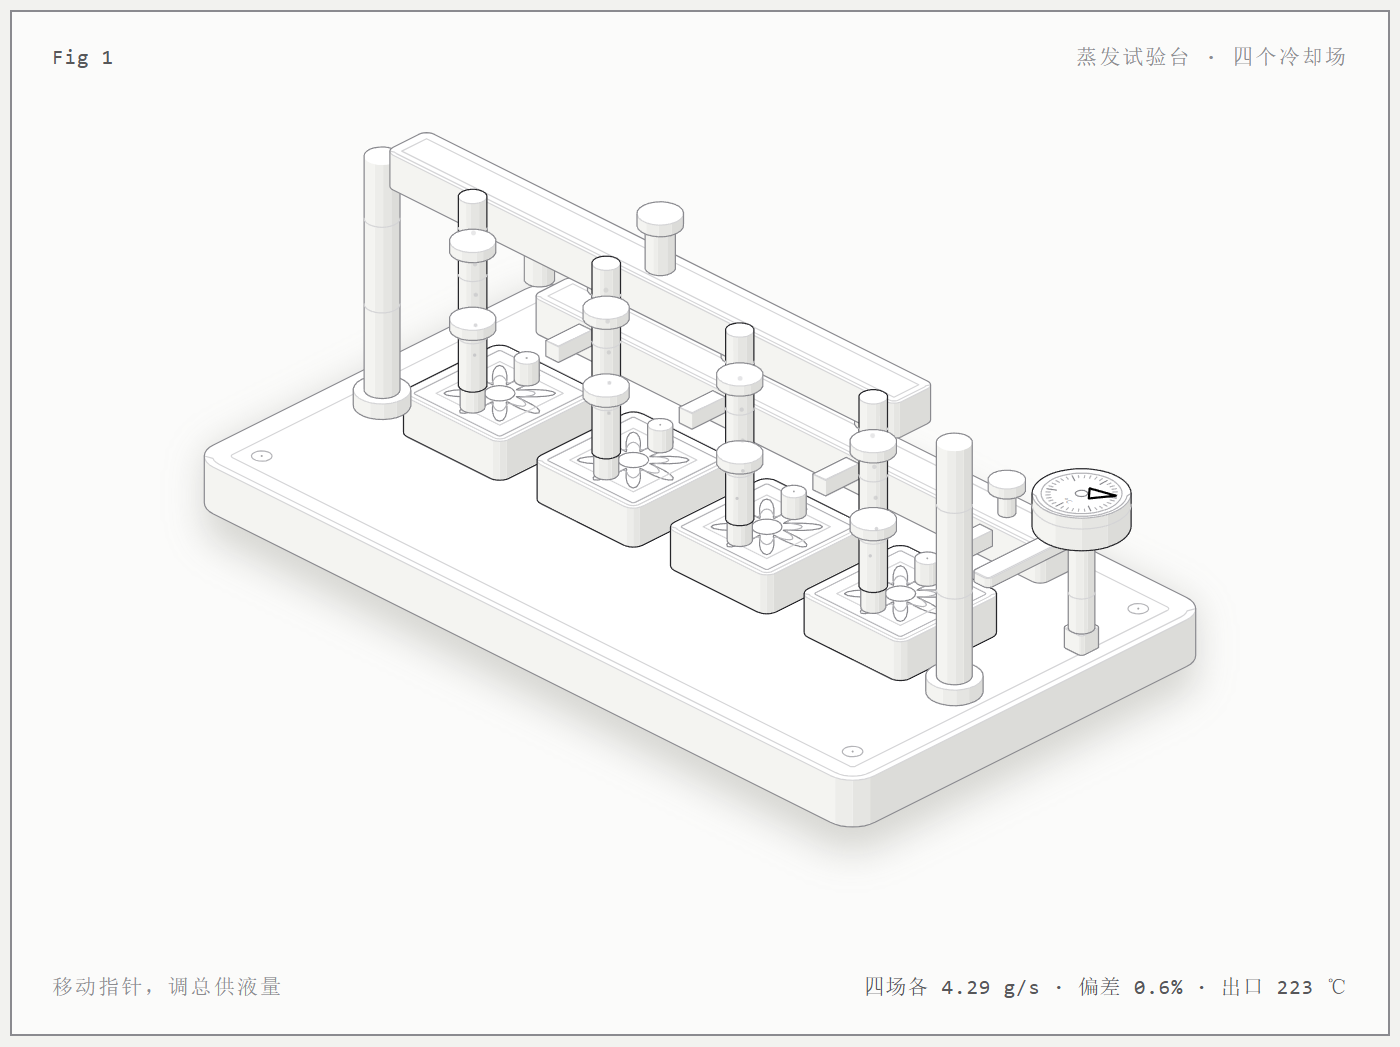 Fig 1
蒸发试验台 · 四个冷却场
移动指针，调总供液量
四场各 4.29 g/s · 偏差 0.6% · 出口 223 ℃